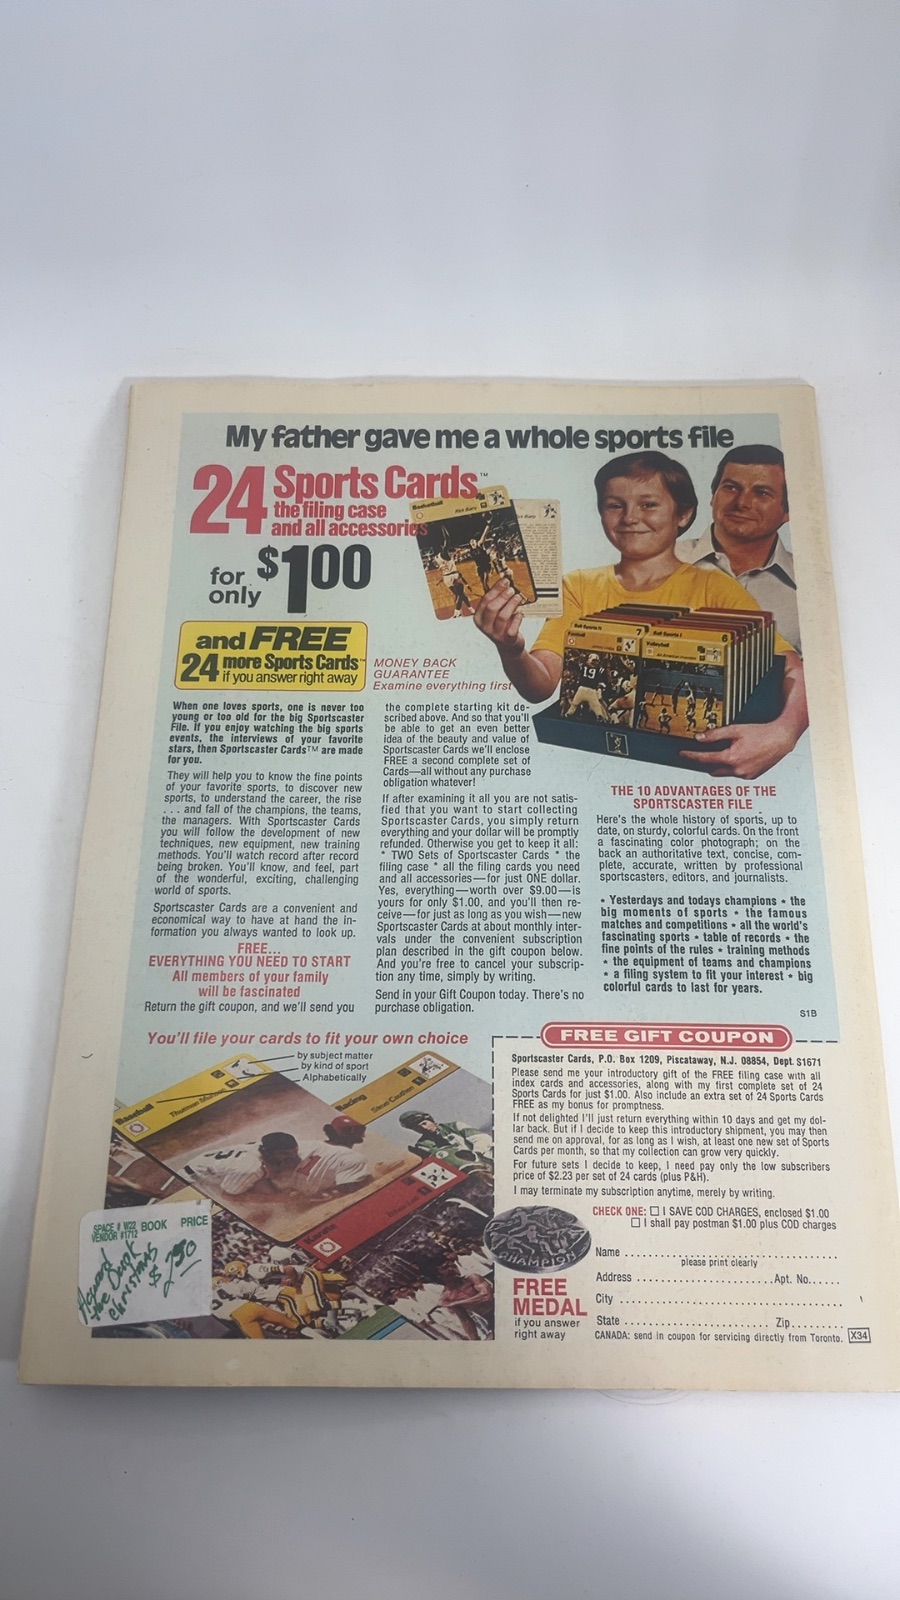 My father gave me a whole sports file
24 Sports Cards™
the filing case
and all accessories
for only $1.00
and FREE
24 more Sports Cards™
if you answer right away
MONEY BACK
GUARANTEE
Examine everything first
Basketball
Rick Barry
Ball Sports II 7
Football
Ball Sports I 6
Volleyball
When one loves sports, one is never too
young or too old for the big Sportscaster
File. If you enjoy watching the big sports
events, the interviews of your favorite
stars, then Sportscaster Cards™ are made
for you.
They will help you to know the fine points
of your favorite sports, to discover new
sports, to understand the career, the rise
. . . and fall of the champions, the teams,
the managers. With Sportscaster Cards
you will follow the development of new
techniques, new equipment, new training
methods. You'll watch record after record
being broken. You'll know, and feel, part
of the wonderful, exciting, challenging
world of sports.
Sportscaster Cards are a convenient and
economical way to have at hand the in-
formation you always wanted to look up.
FREE...
EVERYTHING YOU NEED TO START
All members of your family
will be fascinated
Return the gift coupon, and we'll send you
the complete starting kit de-
scribed above. And so that you'll
be able to get an even better
idea of the beauty and value of
Sportscaster Cards we'll enclose
FREE a second complete set of
Cards—all without any purchase
obligation whatever!
If after examining it all you are not satis-
fied that you want to start collecting
Sportscaster Cards, you simply return
everything and your dollar will be promptly
refunded. Otherwise you get to keep it all:
* TWO Sets of Sportscaster Cards * the
filing case * all the filing cards you need
and all accessories—for just ONE dollar.
Yes, everything—worth over $9.00—is
yours for only $1.00, and you'll then re-
ceive—for just as long as you wish—new
Sportscaster Cards at about monthly inter-
vals under the convenient subscription
plan described in the gift coupon below.
And you're free to cancel your subscrip-
tion any time, simply by writing.
Send in your Gift Coupon today. There's no
purchase obligation.
THE 10 ADVANTAGES OF THE
SPORTSCASTER FILE
Here's the whole history of sports, up to
date, on sturdy, colorful cards. On the front
a fascinating color photograph; on the
back an authoritative text, concise, com-
plete, accurate, written by professional
sportscasters, editors, and journalists.
* Yesterdays and todays champions * the
big moments of sports * the famous
matches and competitions * all the world's
fascinating sports * table of records * the
fine points of the rules * training methods
* the equipment of teams and champions
* a filing system to fit your interest * big
colorful cards to last for years.
S1B
You'll file your cards to fit your own choice
by subject matter
by kind of sport
Alphabetically
Baseball
Thurman Munson
Racing
Steve Cauthen
Karate
Bruce Lee
FREE GIFT COUPON
Sportscaster Cards, P.O. Box 1209, Piscataway, N.J. 08854, Dept. S1671
Please send me your introductory gift of the FREE filing case with all
index cards and accessories, along with my first complete set of 24
Sports Cards for just $1.00. Also include an extra set of 24 Sports Cards
FREE as my bonus for promptness.
If not delighted I'll just return everything within 10 days and get my dol-
lar back. But if I decide to keep this introductory shipment, you may then
send me on approval, for as long as I wish, at least one new set of Sports
Cards per month, so that my collection can grow very quickly.
For future sets I decide to keep, I need pay only the low subscribers
price of $2.23 per set of 24 cards (plus P&H).
I may terminate my subscription anytime, merely by writing.
CHECK ONE: ☐ I SAVE COD CHARGES, enclosed $1.00
☐ I shall pay postman $1.00 plus COD charges
Name
please print clearly
Address Apt. No.
City
State Zip
CANADA: send in coupon for servicing directly from Toronto. X34
CHAMPION
FREE
MEDAL
if you answer
right away
SPACE # W22 BOOK PRICE
VENDOR #1712
Howard
the Duck
Christmas
$ 2.50